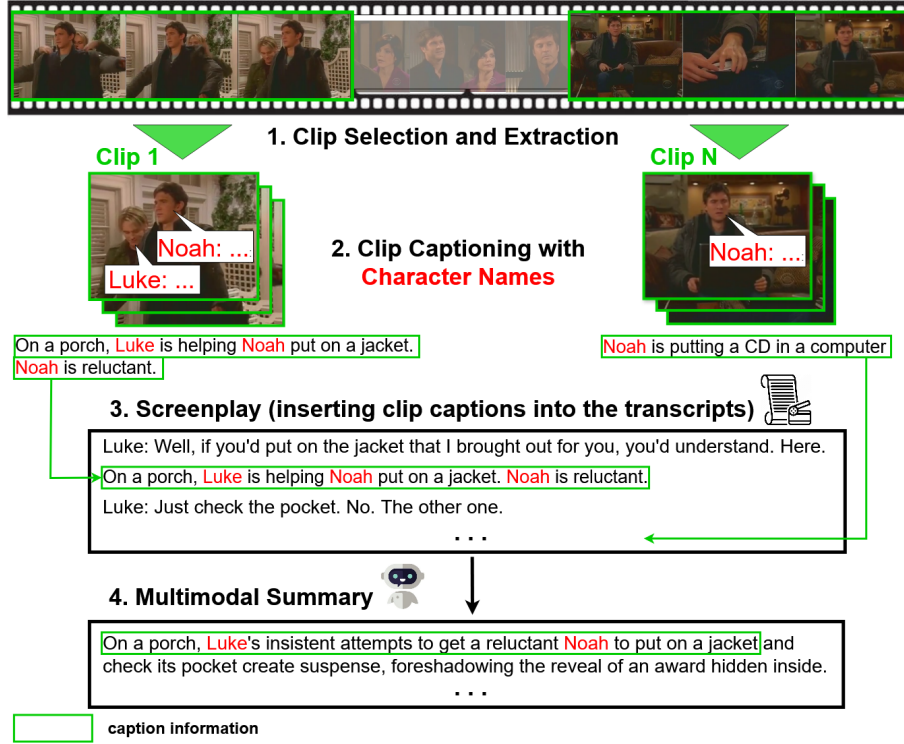 1. Clip Selection and Extraction
Clip 1
Clip N
Noah: ...
Luke: ...
2. Clip Captioning with
Character Names
Noah: ...
On a porch, Luke is helping Noah put on a jacket.
Noah is reluctant.
Noah is putting a CD in a computer
3. Screenplay (inserting clip captions into the transcripts)
Luke: Well, if you'd put on the jacket that I brought out for you, you'd understand. Here.
On a porch, Luke is helping Noah put on a jacket. Noah is reluctant.
Luke: Just check the pocket. No. The other one.
. . .
4. Multimodal Summary
On a porch, Luke's insistent attempts to get a reluctant Noah to put on a jacket and
check its pocket create suspense, foreshadowing the reveal of an award hidden inside.
. . .
caption information